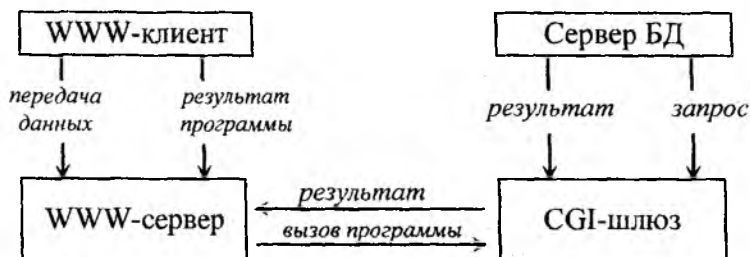 WWW-клиент
Сервер БД
передача
данных
результат
программы
результат
запрос
WWW-сервер
результат
вызов программы
CGI-шлюз